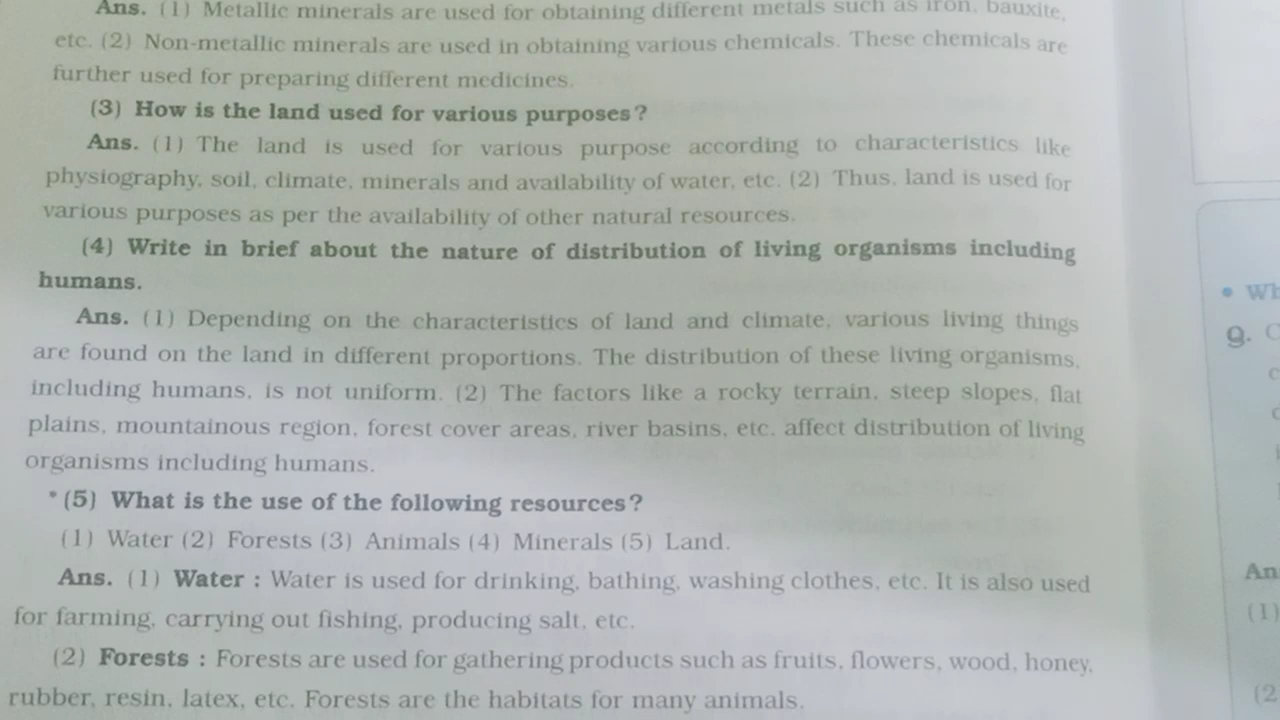 Ans. (1) Metallic minerals are used for obtaining different metals such as iron, bauxite,
etc. (2) Non-metallic minerals are used in obtaining various chemicals. These chemicals are
further used for preparing different medicines.
(3) How is the land used for various purposes?
Ans. (1) The land is used for various purpose according to characteristics like
physiography, soil, climate, minerals and availability of water, etc. (2) Thus, land is used for
various purposes as per the availability of other natural resources.
(4) Write in brief about the nature of distribution of living organisms including
humans.
Ans. (1) Depending on the characteristics of land and climate, various living things
are found on the land in different proportions. The distribution of these living organisms,
including humans, is not uniform. (2) The factors like a rocky terrain, steep slopes, flat
plains, mountainous region, forest cover areas, river basins, etc. affect distribution of living
organisms including humans.
*(5) What is the use of the following resources?
(1) Water (2) Forests (3) Animals (4) Minerals (5) Land.
Ans. (1) Water : Water is used for drinking, bathing, washing clothes, etc. It is also used
for farming, carrying out fishing, producing salt, etc.
(2) Forests : Forests are used for gathering products such as fruits, flowers, wood, honey,
rubber, resin, latex, etc. Forests are the habitats for many animals.
Q.
(1)
(2